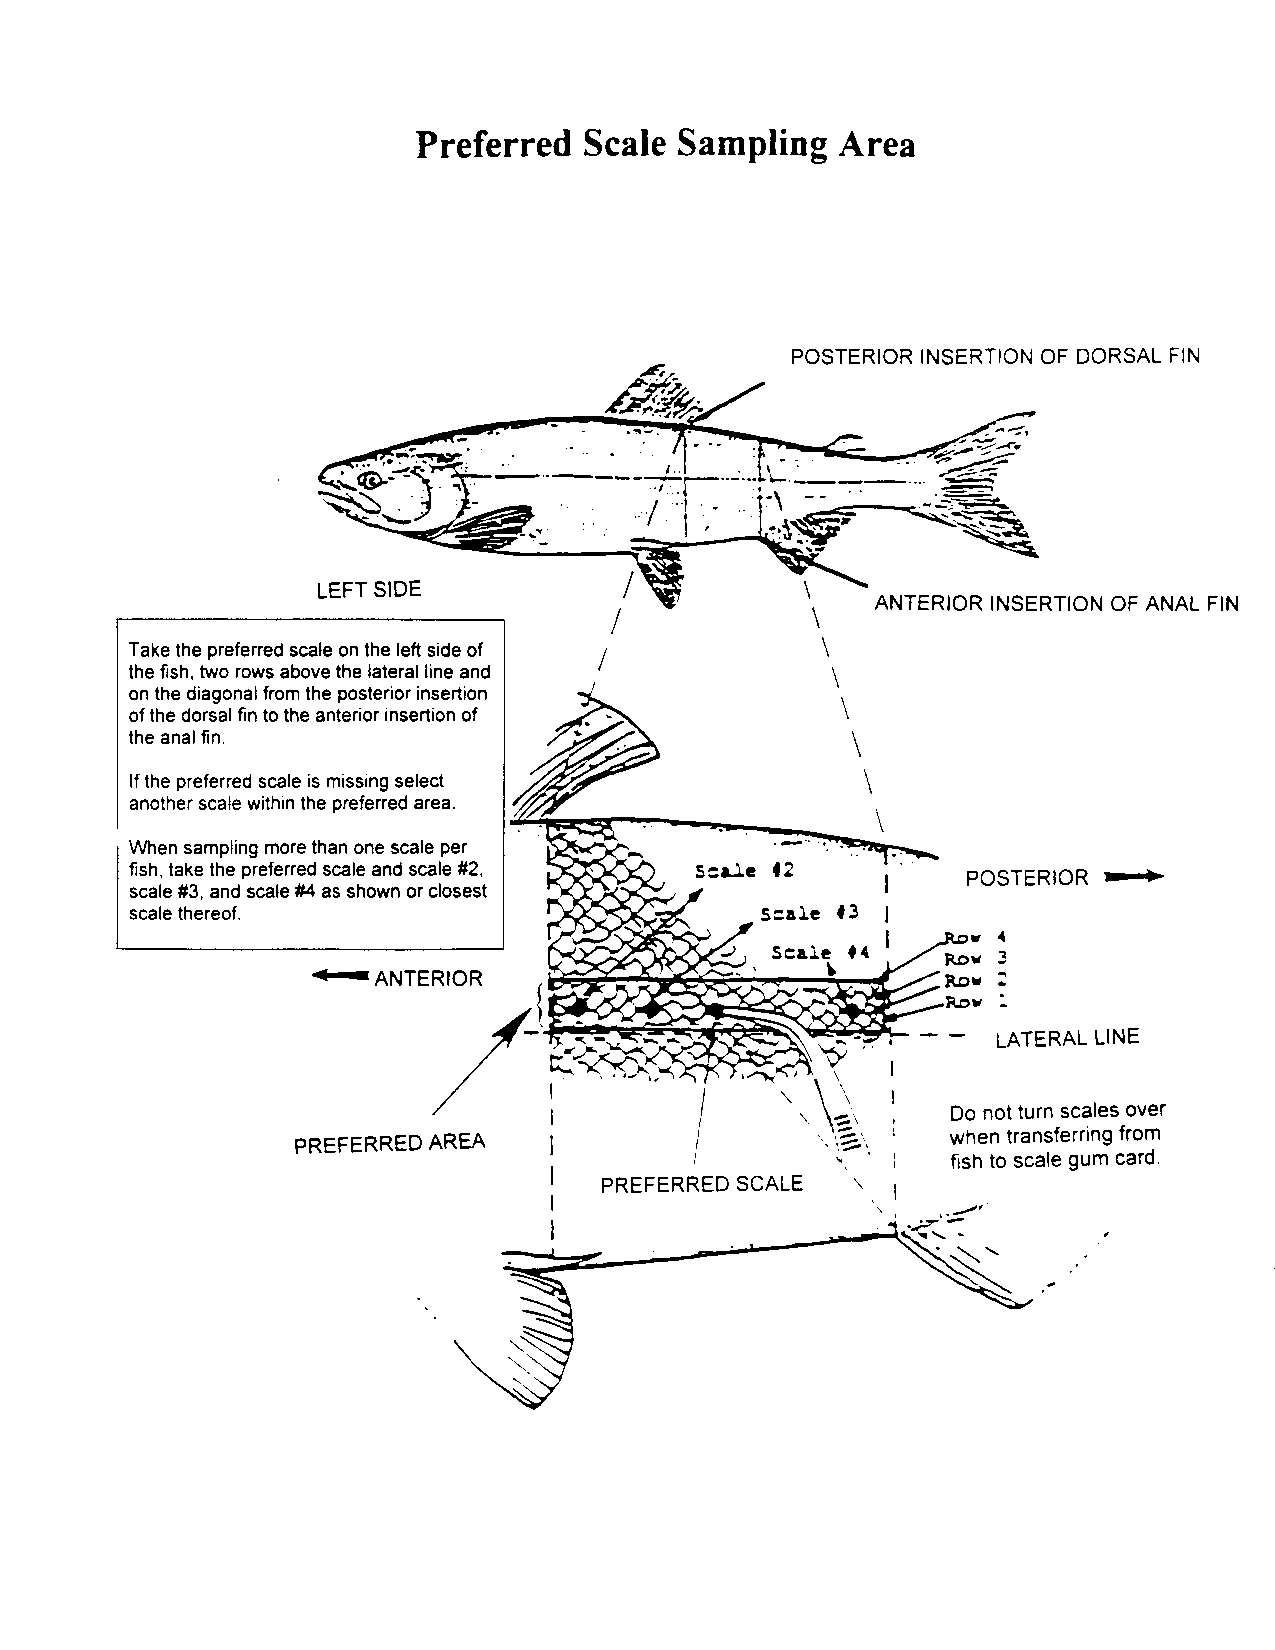 Preferred Scale Sampling Area
POSTERIOR INSERTION OF DORSAL FIN
LEFT SIDE
ANTERIOR INSERTION OF ANAL FIN
Take the preferred scale on the left side of
the fish, two rows above the lateral line and
on the diagonal from the posterior insertion
of the dorsal fin to the anterior insertion of
the anal fin.
If the preferred scale is missing select
another scale within the preferred area.
When sampling more than one scale per
fish, take the preferred scale and scale #2,
scale #3, and scale #4 as shown or closest
scale thereof.
Scale #2
POSTERIOR
Scale #3
Scale #4
Row 4
Row 3
Row 2
Row 1
ANTERIOR
LATERAL LINE
PREFERRED AREA
Do not turn scales over
when transferring from
fish to scale gum card.
PREFERRED SCALE